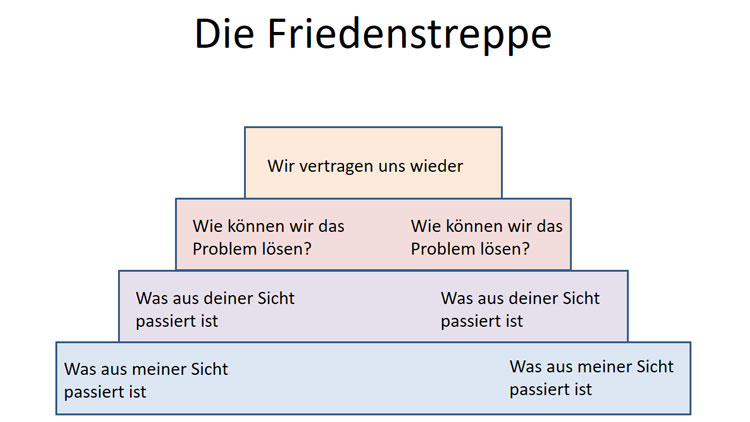 Die Friedenstreppe
Wir vertragen uns wieder
Wie können wir das
Problem lösen?
Wie können wir das
Problem lösen?
Was aus deiner Sicht
passiert ist
Was aus deiner Sicht
passiert ist
Was aus meiner Sicht
passiert ist
Was aus meiner Sicht
passiert ist